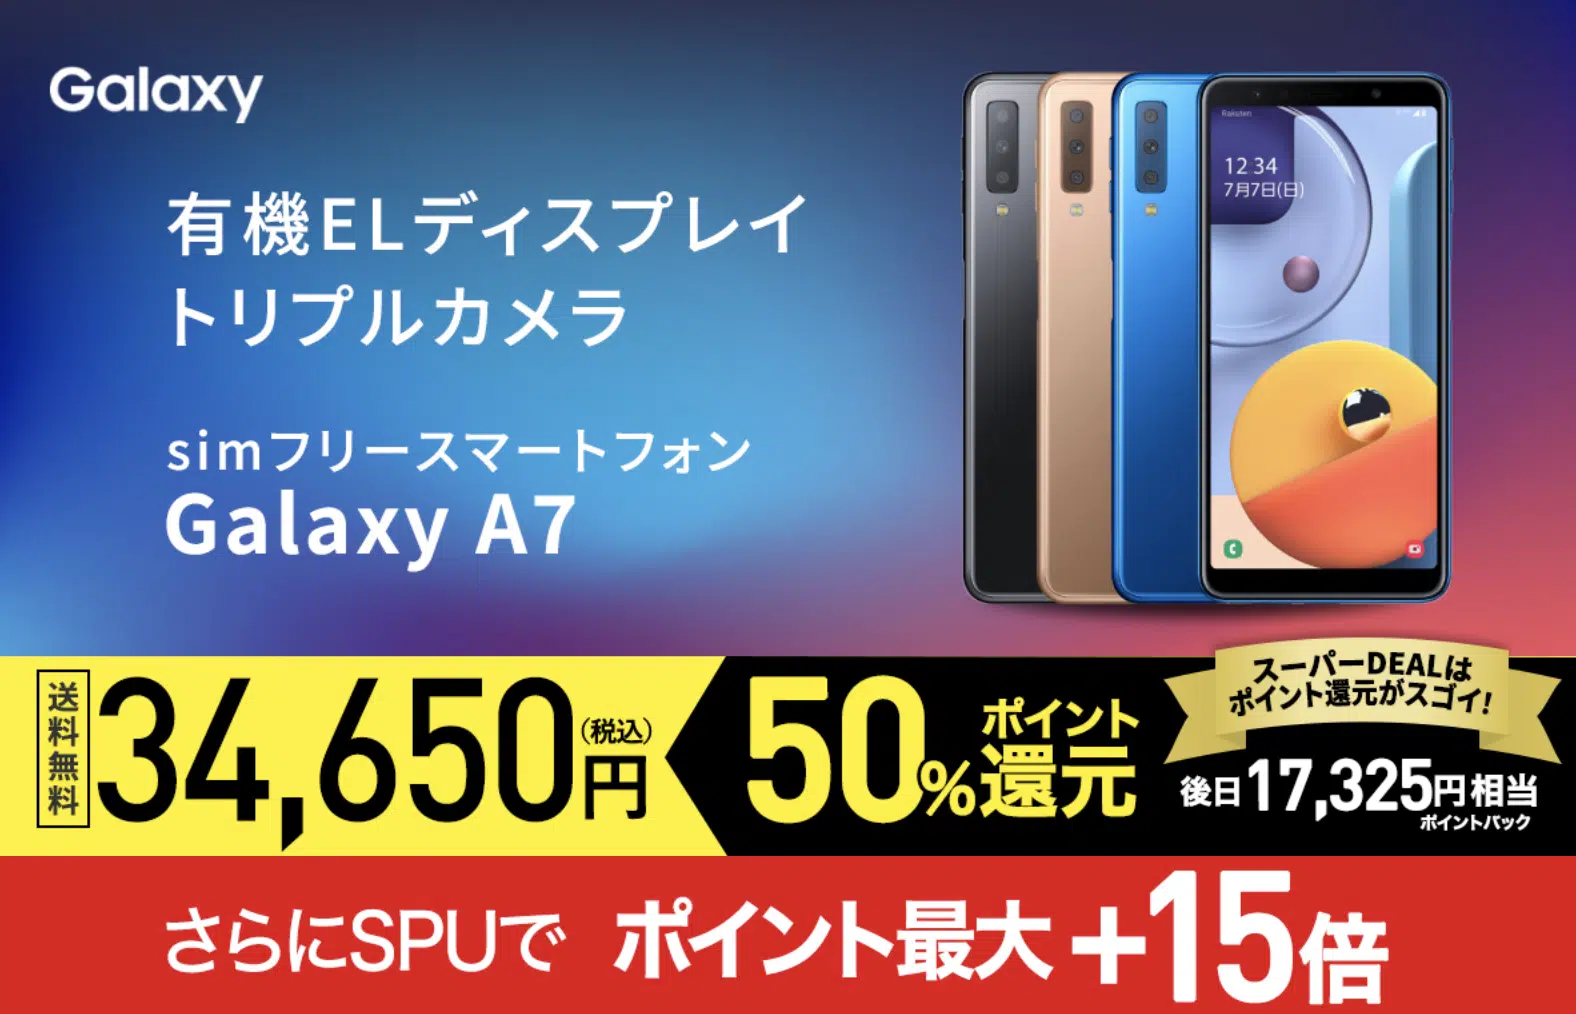 Galaxy
有機ELディスプレイ
トリプルカメラ
simフリースマートフォン
Galaxy A7
Rakuten
12 34
7月7日(日)
送料無料
34,650円(税込)
50%ポイント還元
スーパーDEALは
ポイント還元がスゴイ!
後日17,325円相当
ポイントバック
さらにSPUで ポイント最大+15倍